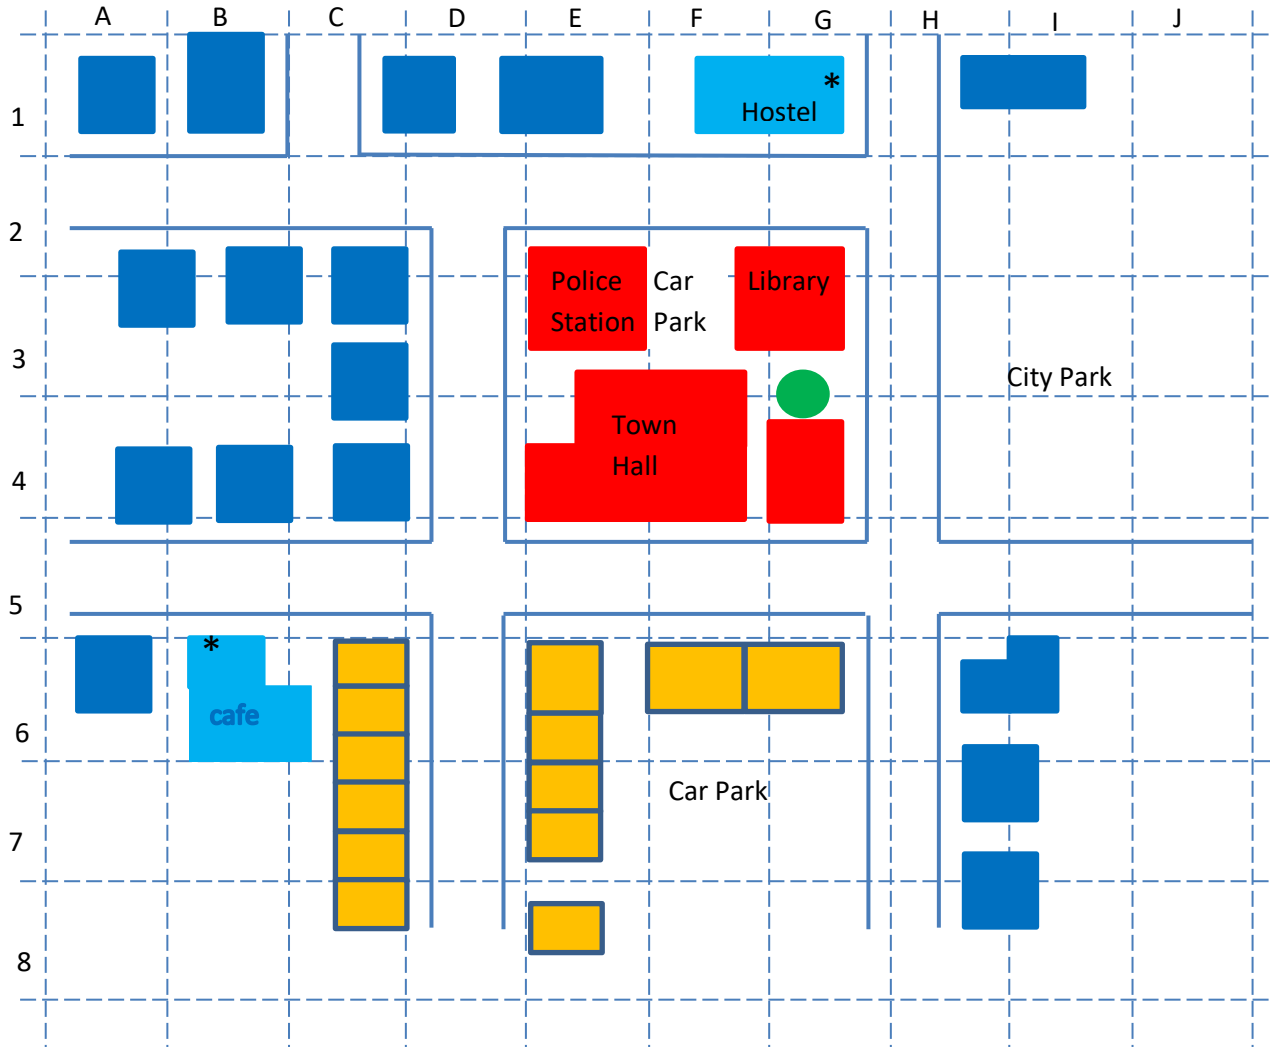 A B C D E F G H I J
1
* Hostel
2
Police Station
Car Park
Library
3
City Park
Town Hall
4
5
*
cafe
6
Car Park
7
8